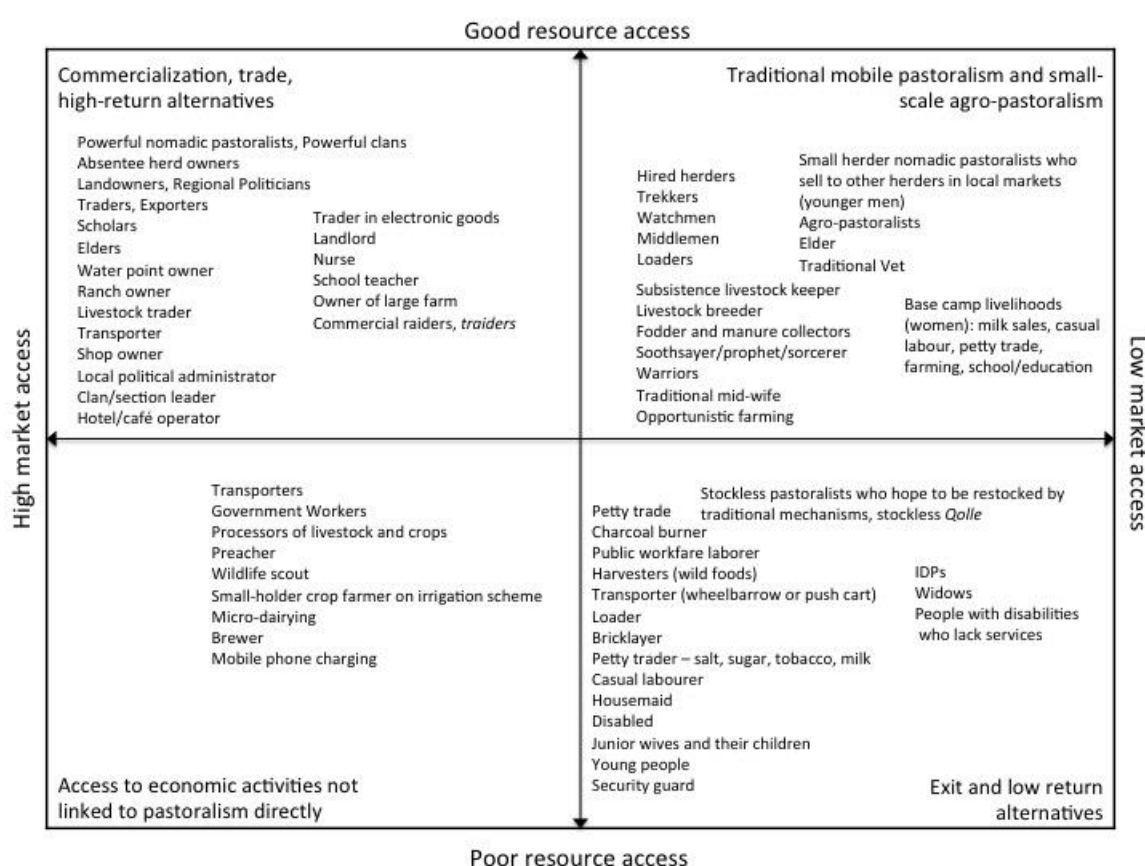 Good resource access
Commercialization, trade,
high-return alternatives
Powerful nomadic pastoralists, Powerful clans
Absentee herd owners
Landowners, Regional Politicians
Traders, Exporters
Scholars
Elders
Water point owner
Ranch owner
Livestock trader
Transporter
Shop owner
Local political administrator
Clan/section leader
Hotel/café operator
Trader in electronic goods
Landlord
Nurse
School teacher
Owner of large farm
Commercial raiders, traiders
Traditional mobile pastoralism and small-
scale agro-pastoralism
Hired herders
Trekkers
Watchmen
Middlemen
Loaders
Subsistence livestock keeper
Livestock breeder
Fodder and manure collectors
Soothsayer/prophet/sorcerer
Warriors
Traditional mid-wife
Opportunistic farming
Small herder nomadic pastoralists who
sell to other herders in local markets
(younger men)
Agro-pastoralists
Elder
Traditional Vet
Base camp livelihoods
(women): milk sales, casual
labour, petty trade,
farming, school/education
High market access
Low market access
Transporters
Government Workers
Processors of livestock and crops
Preacher
Wildlife scout
Small-holder crop farmer on irrigation scheme
Micro-dairying
Brewer
Mobile phone charging
Access to economic activities not
linked to pastoralism directly
Stockless pastoralists who hope to be restocked by
traditional mechanisms, stockless Qolle
Petty trade
Charcoal burner
Public workfare laborer
Harvesters (wild foods)
Transporter (wheelbarrow or push cart)
Loader
Bricklayer
Petty trader – salt, sugar, tobacco, milk
Casual labourer
Housemaid
Disabled
Junior wives and their children
Young people
Security guard
IDPs
Widows
People with disabilities
who lack services
Exit and low return
alternatives
Poor resource access